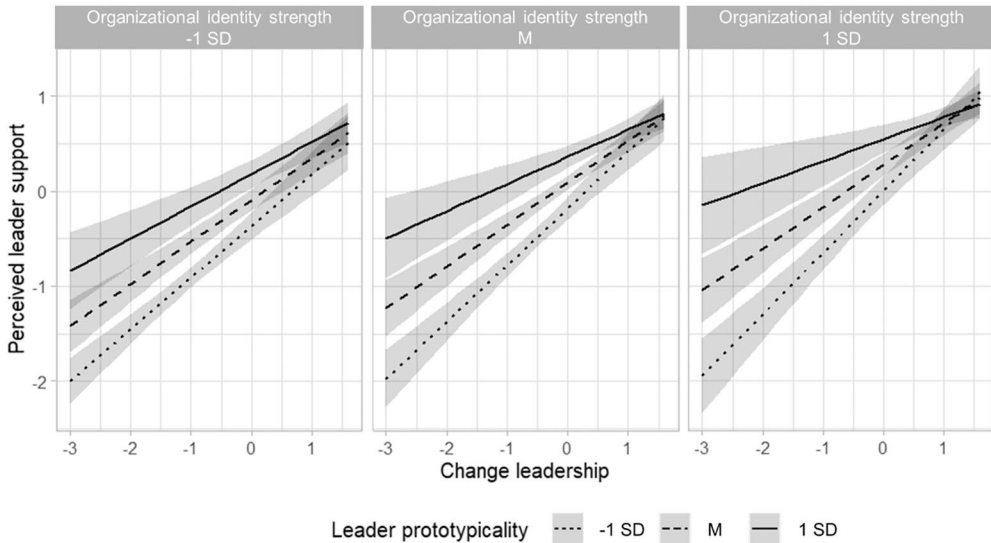 Organizational identity strength
-1 SD
Organizational identity strength
M
Organizational identity strength
1 SD
Perceived leader support
1
0
-1
-2
-3 -2 -1 0 1
-3 -2 -1 0 1
-3 -2 -1 0 1
Change leadership
Leader prototypicality -1 SD M 1 SD